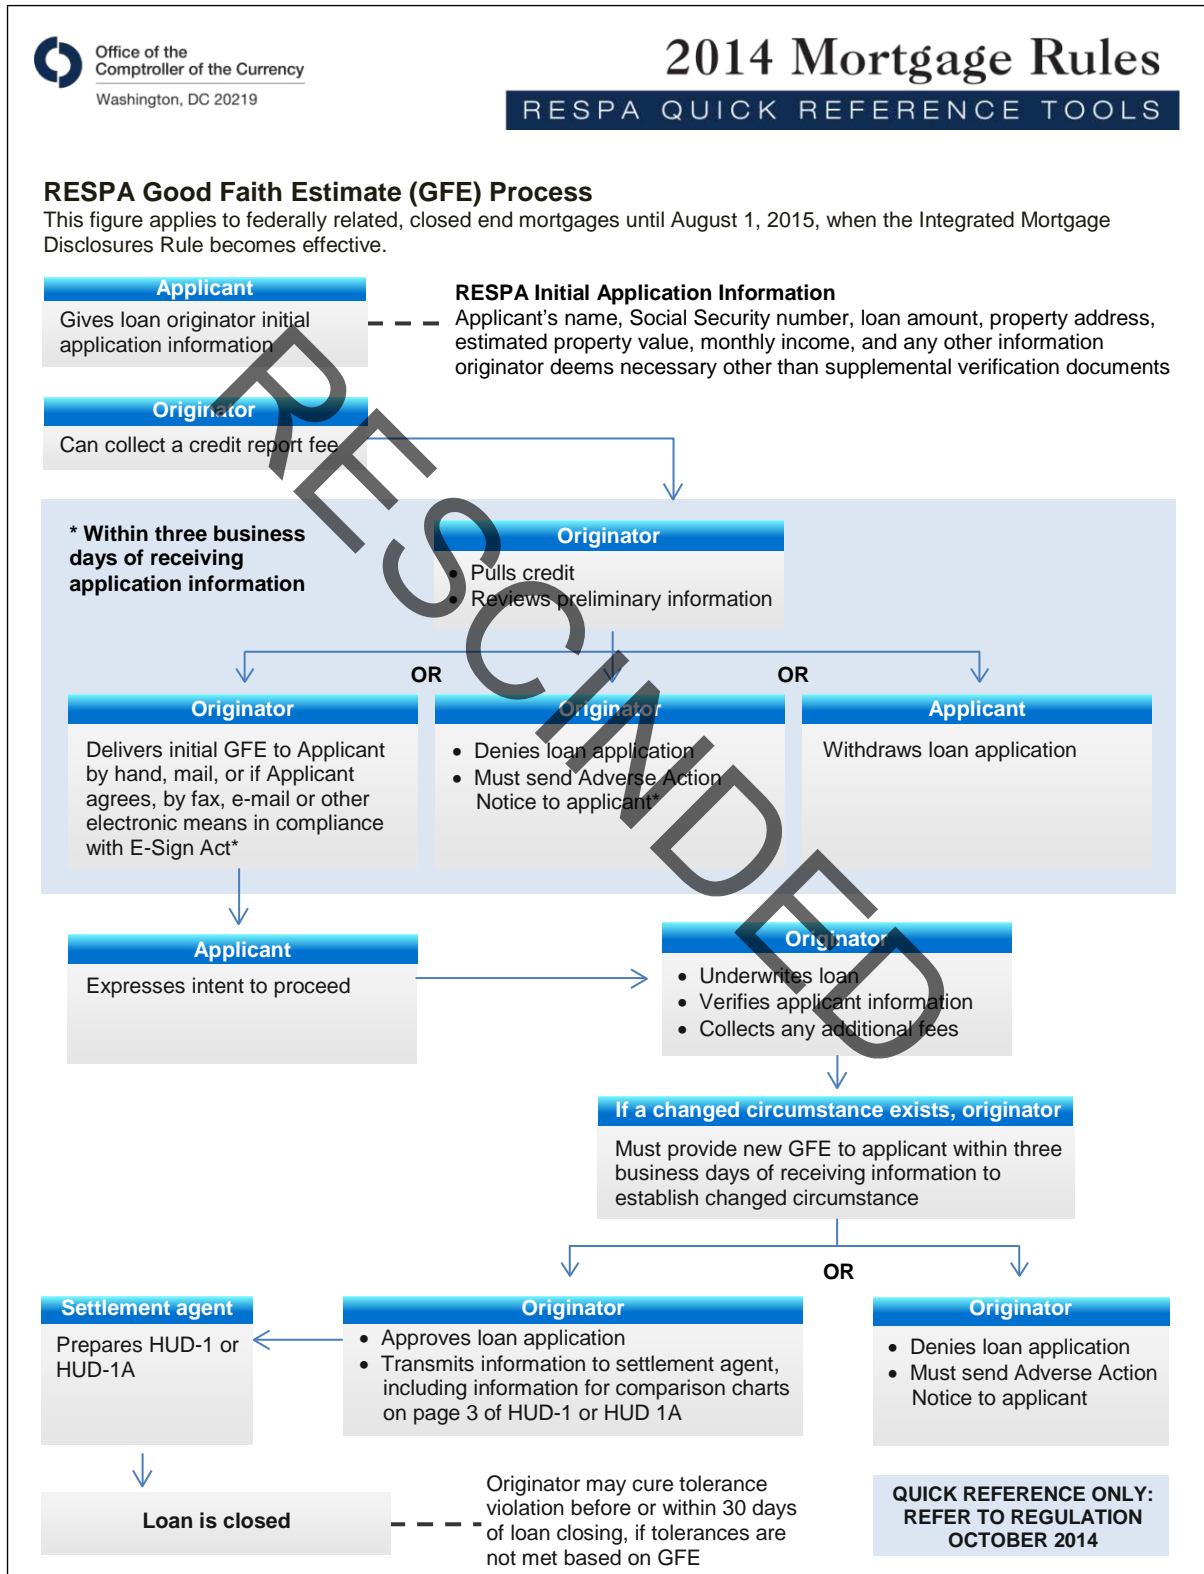 Office of the
Comptroller of the Currency
Washington, DC 20219
2014 Mortgage Rules
RESPA QUICK REFERENCE TOOLS
RESPA Good Faith Estimate (GFE) Process
This figure applies to federally related, closed end mortgages until August 1, 2015, when the Integrated Mortgage
Disclosures Rule becomes effective.
Applicant
Gives loan originator initial
application information
RESPA Initial Application Information
Applicant's name, Social Security number, loan amount, property address,
estimated property value, monthly income, and any other information
originator deems necessary other than supplemental verification documents
Originator
Can collect a credit report fee
* Within three business
days of receiving
application information
Originator
• Pulls credit
• Reviews preliminary information
OR
OR
Originator
Delivers initial GFE to Applicant
by hand, mail, or if Applicant
agrees, by fax, e-mail or other
electronic means in compliance
with E-Sign Act*
Originator
• Denies loan application
• Must send Adverse Action
Notice to applicant*
Applicant
Withdraws loan application
Applicant
Expresses intent to proceed
Originator
• Underwrites loan
• Verifies applicant information
• Collects any additional fees
If a changed circumstance exists, originator
Must provide new GFE to applicant within three
business days of receiving information to
establish changed circumstance
OR
Settlement agent
Prepares HUD-1 or
HUD-1A
Originator
• Approves loan application
• Transmits information to settlement agent,
including information for comparison charts
on page 3 of HUD-1 or HUD 1A
Originator
• Denies loan application
• Must send Adverse Action
Notice to applicant
Loan is closed
Originator may cure tolerance
violation before or within 30 days
of loan closing, if tolerances are
not met based on GFE
QUICK REFERENCE ONLY:
REFER TO REGULATION
OCTOBER 2014
RESCINDED